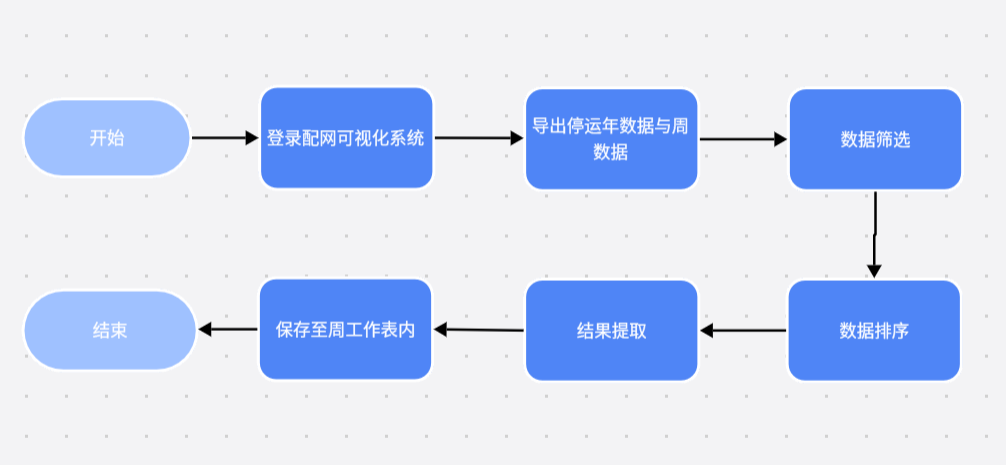 开始
登录配网可视化系统
导出停运年数据与周
数据
数据筛选
数据排序
结果提取
保存至周工作表内
结束